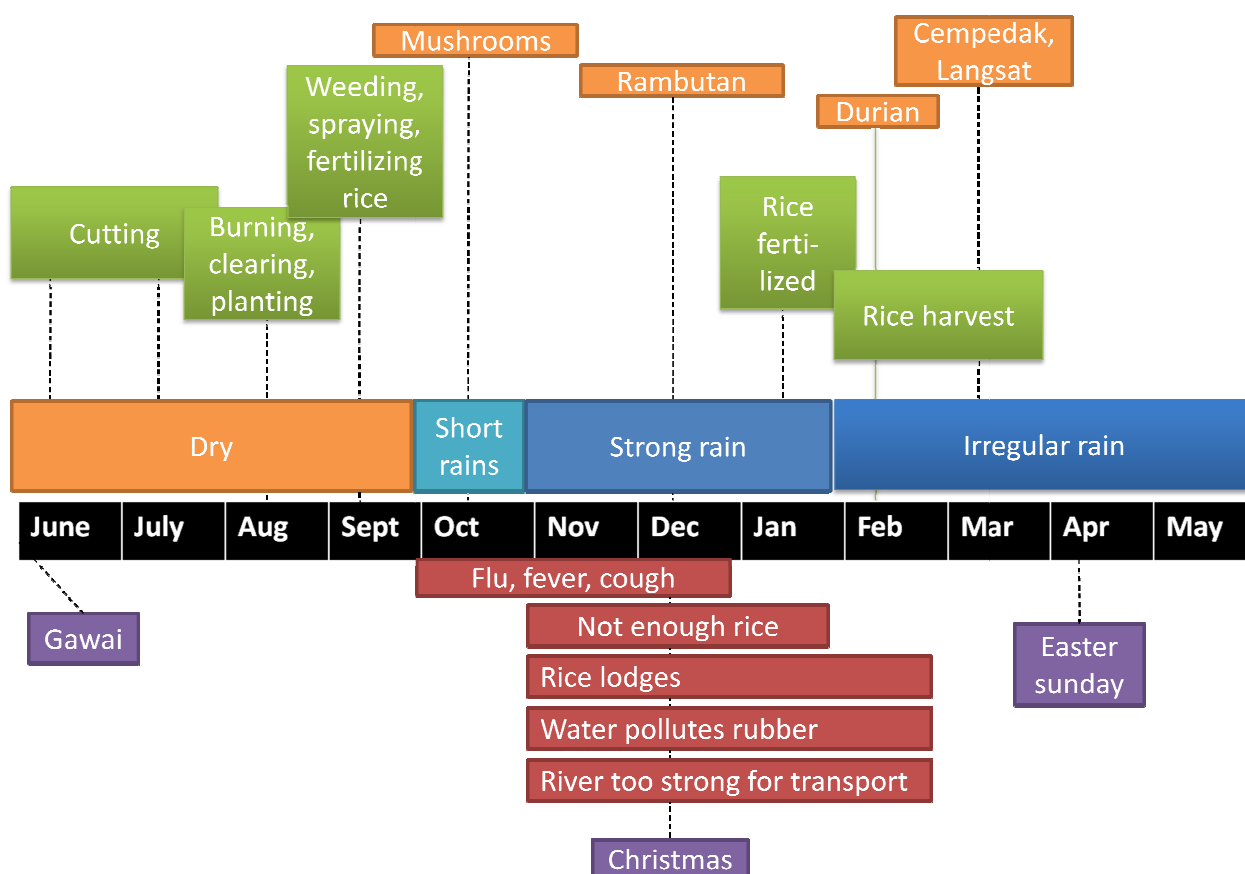 Mushrooms
Cempedak,
Langsat
Rambutan
Durian
Weeding,
spraying,
fertilizing
rice
Cutting
Burning,
clearing,
planting
Rice
ferti-
lized
Rice harvest
Dry
Short
rains
Strong rain
Irregular rain
June July Aug Sept Oct Nov Dec Jan Feb Mar Apr May
Flu, fever, cough
Gawai
Not enough rice
Easter
sunday
Rice lodges
Water pollutes rubber
River too strong for transport
Christmas